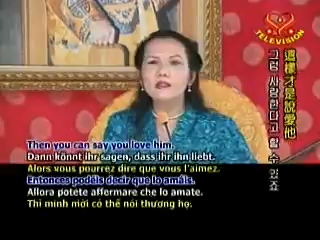 TELEVISION
這樣才是說愛他
그럼 사랑한다고 할 수 있죠
Then you can say you love him.
Dann könnt ihr sagen, dass ihr ihn liebt.
Alors vous pourrez dire que vous l'aimez.
Entonces podéis decir que lo amáis.
Allora potete affermare che lo amate.
Thì mình mới có thể nói thương họ.